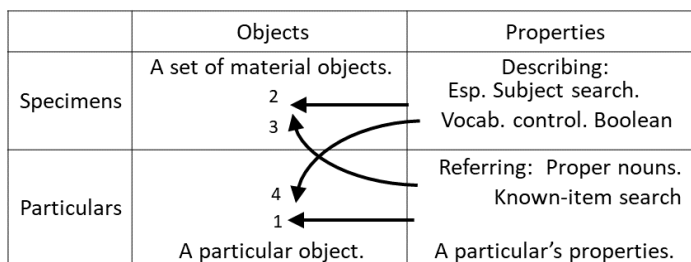 Objects
Properties
Specimens
A set of material objects.
2
3
Describing:
Esp. Subject search.
Vocab. control. Boolean
Particulars
4
1
A particular object.
Referring: Proper nouns.
Known-item search
A particular’s properties.